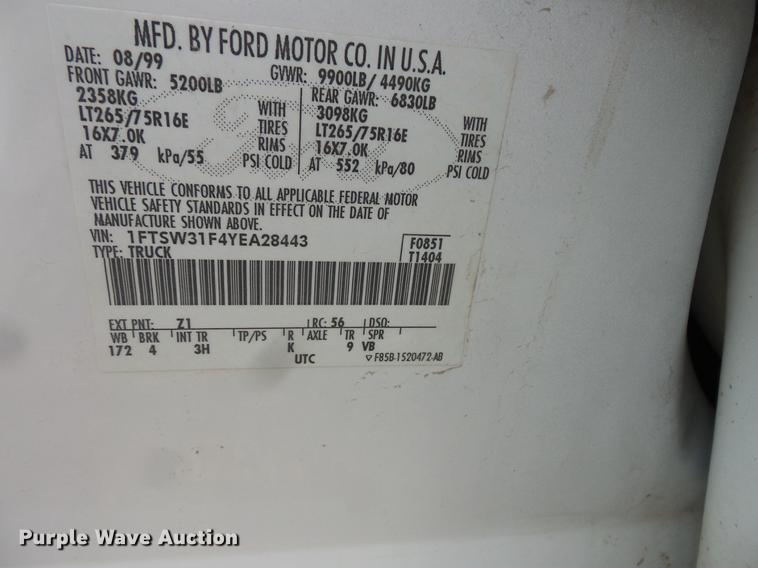 MFD. BY FORD MOTOR CO. IN U.S.A.
DATE: 08/99 GVWR: 9900LB/ 4490KG
FRONT GAWR: 5200LB REAR GAWR: 6830LB
2358KG WITH 3098KG WITH
LT265/75R16E TIRES LT265/75R16E TIRES
16X7.0K RIMS 16X7.0K RIMS
AT 379 kPa/55 PSI COLD AT 552 kPa/80 PSI COLD
THIS VEHICLE CONFORMS TO ALL APPLICABLE FEDERAL MOTOR
VEHICLE SAFETY STANDARDS IN EFFECT ON THE DATE OF
MANUFACTURE SHOWN ABOVE.
VIN: 1FTSW31F4YEA28443 F0851
TYPE: TRUCK T1404
EXT PNT: Z1 RC: 56 DSO:
WB BRK INT TR TP/PS R AXLE TR SPR
172 4 3H K 9 VB
UTC F85B-1520472-AB
Purple Wave Auction